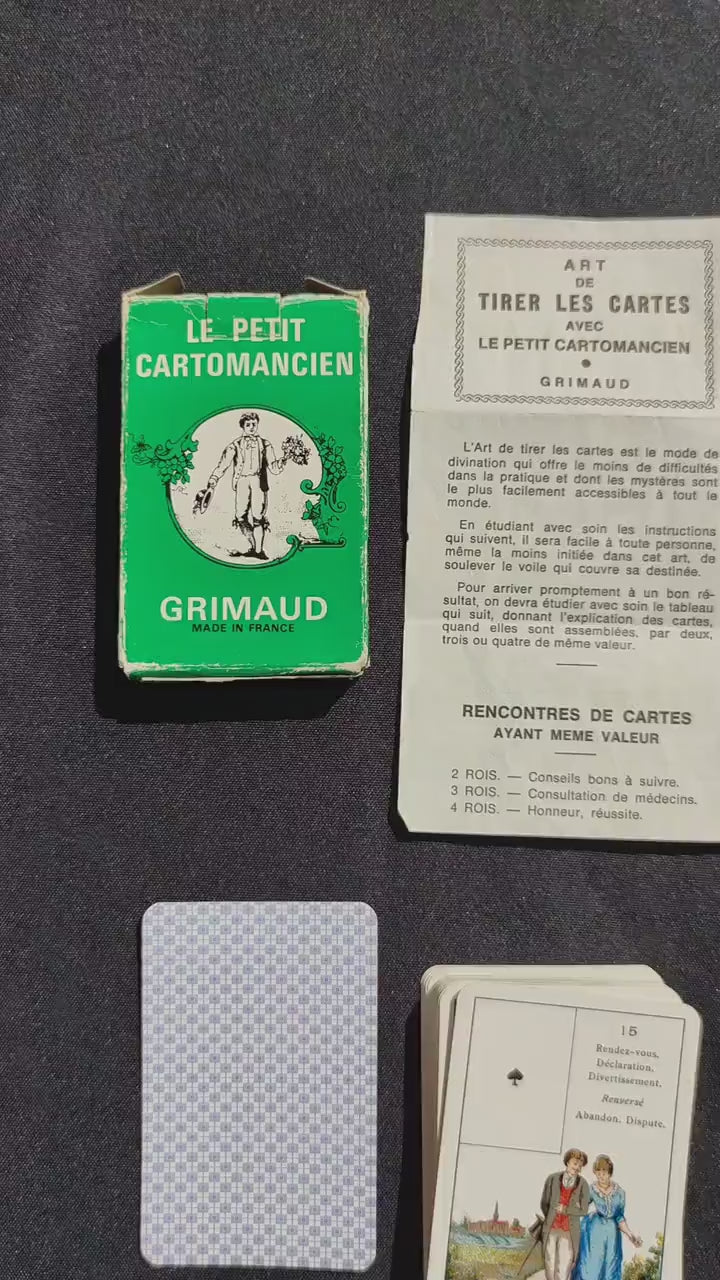 LE PETIT
CARTOMANCIEN
GRIMAUD
MADE IN FRANCE
ART
DE
TIRER LES CARTES
AVEC
LE PETIT CARTOMANCIEN
GRIMAUD
L'Art de tirer les cartes est le mode de
divination qui offre le moins de difficultés
dans la pratique et dont les mystères sont
le plus facilement accessibles à tout le
monde.
En étudiant avec soin les instructions
qui suivent, il sera facile à toute personne,
même la moins initiée dans cet art, de
soulever le voile qui couvre sa destinée.
Pour arriver promptement à un bon ré-
sultat, on devra étudier avec soin le tableau
qui suit, donnant l'explication des cartes,
quand elles sont assemblées, par deux,
trois ou quatre de même valeur.
RENCONTRES DE CARTES
AYANT MEME VALEUR
2 ROIS. — Conseils bons à suivre.
3 ROIS. — Consultation de médecins.
4 ROIS. — Honneur, réussite.
15
Rendez-vous.
Déclaration.
Divertissement.
Renversé
Abandon. Dispute.